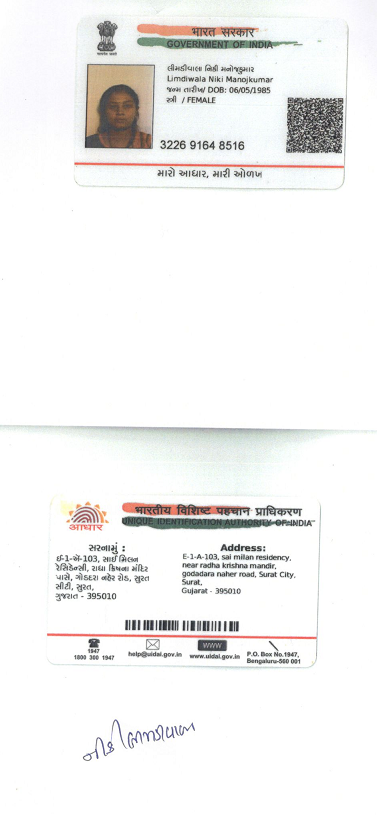 भारत सरकार
GOVERNMENT OF INDIA
લીમડીવાલા નિકી મનોજકુમાર
Limdiwala Niki Manojkumar
જન્મ તારીખ/ DOB: 06/05/1985
સ્ત્રી / FEMALE
3226 9164 8516
મારો આધાર, મારી ઓળખ
भारतीय विशिष्ट पहचान प्राधिकरण
UNIQUE IDENTIFICATION AUTHORITY OF INDIA
आधार
સરનામું :
ઈ-1-એ-103, સાઈ મિલન
રેસિડેન્સી, રાધા ક્રિષ્ના મંદિર
પાસે, ગોડાદરા નહેર રોડ, સુરત
સીટી, સુરત,
ગુજરાત - 395010
Address:
E-1-A-103, sai milan residency,
near radha krishna mandir,
godadara naher road, Surat City,
Surat,
Gujarat - 395010
1947
1800 300 1947
help@uidai.gov.in
WWW
www.uidai.gov.in
P.O. Box No.1947,
Bengaluru-560 001